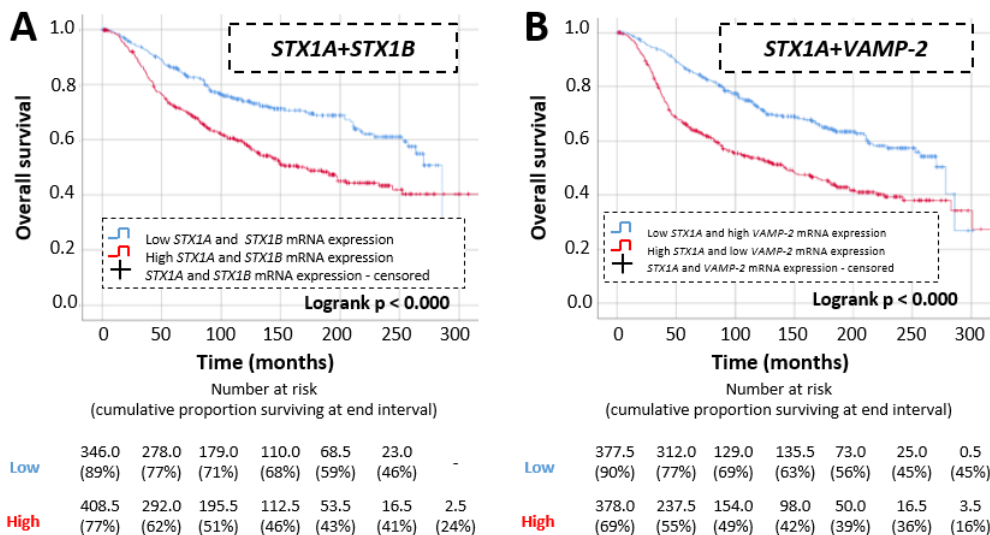 A
STX1A+STX1B
Overall survival
1.0
0.8
0.6
0.4
0.2
0.0
Low STX1A and STX1B mRNA expression
High STX1A and STX1B mRNA expression
STX1A and STX1B mRNA expression - censored
Logrank p < 0.000
0 50 100 150 200 250 300
Time (months)
Number at risk
(cumulative proportion surviving at end interval)
346.0 278.0 179.0 110.0 68.5 23.0 -
Low (89%) (77%) (71%) (68%) (59%) (46%)
408.5 292.0 195.5 112.5 53.5 16.5 2.5
High (77%) (62%) (51%) (46%) (43%) (41%) (24%)
B
STX1A+VAMP-2
Overall survival
1.0
0.8
0.6
0.4
0.2
0.0
Low STX1A and high VAMP-2 mRNA expression
High STX1A and low VAMP-2 mRNA expression
STX1A and VAMP-2 mRNA expression - censored
Logrank p < 0.000
0 50 100 150 200 250 300
Time (months)
Number at risk
(cumulative proportion surviving at end interval)
377.5 312.0 129.0 135.5 73.0 25.0 0.5
Low (90%) (77%) (69%) (63%) (56%) (45%) (45%)
378.0 237.5 154.0 98.0 50.0 16.5 3.5
High (69%) (55%) (49%) (42%) (39%) (36%) (16%)